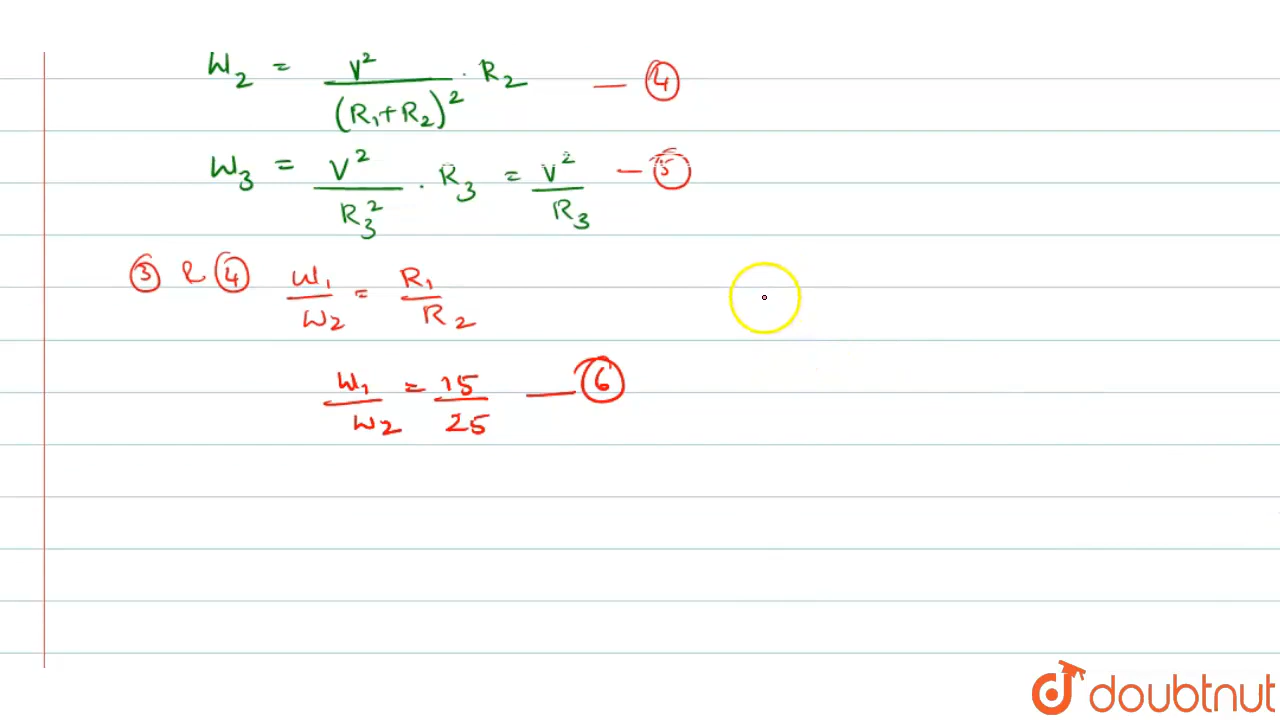 W₂ = V²/(R₁+R₂)² · R₂ — ④
W₃ = V²/R₃² · R₃ = V²/R₃ — ⑤
③ & ④ W₁/W₂ = R₁/R₂
W₁/W₂ = 15/25 — ⑥
doubtnut